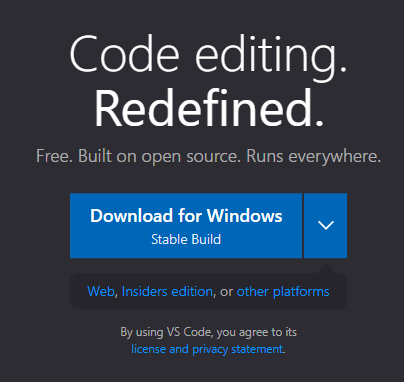 Code editing.
Redefined.
Free. Built on open source. Runs everywhere.
Download for Windows
Stable Build
Web, Insiders edition, or other platforms
By using VS Code, you agree to its
license and privacy statement.